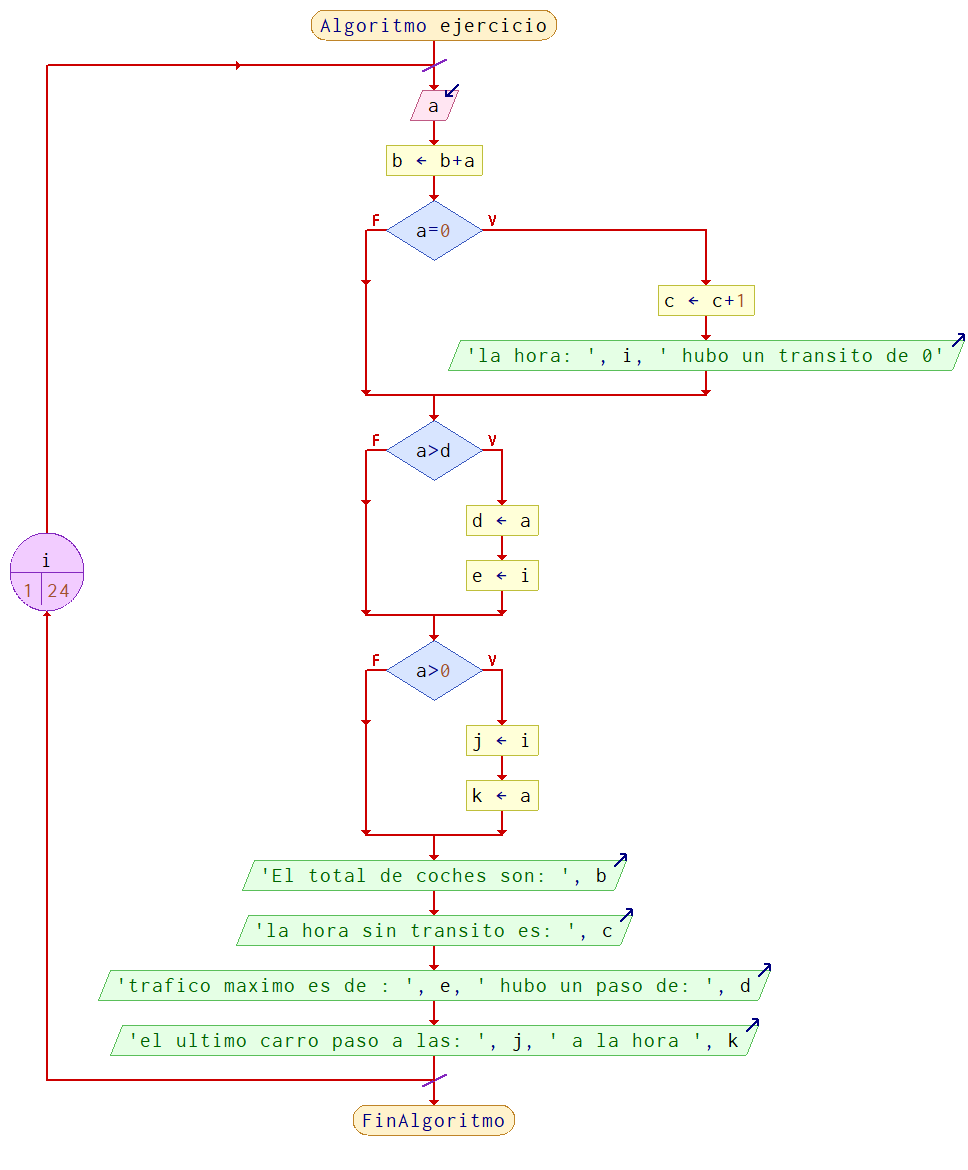 Algoritmo ejercicio
a
b ← b+a
F
V
a=0
c ← c+1
'la hora: ', i, ' hubo un transito de 0'
F
V
a>d
d ← a
e ← i
i
1 24
F
V
a>0
j ← i
k ← a
'El total de coches son: ', b
'la hora sin transito es: ', c
'trafico maximo es de : ', e, ' hubo un paso de: ', d
'el ultimo carro paso a las: ', j, ' a la hora ', k
FinAlgoritmo